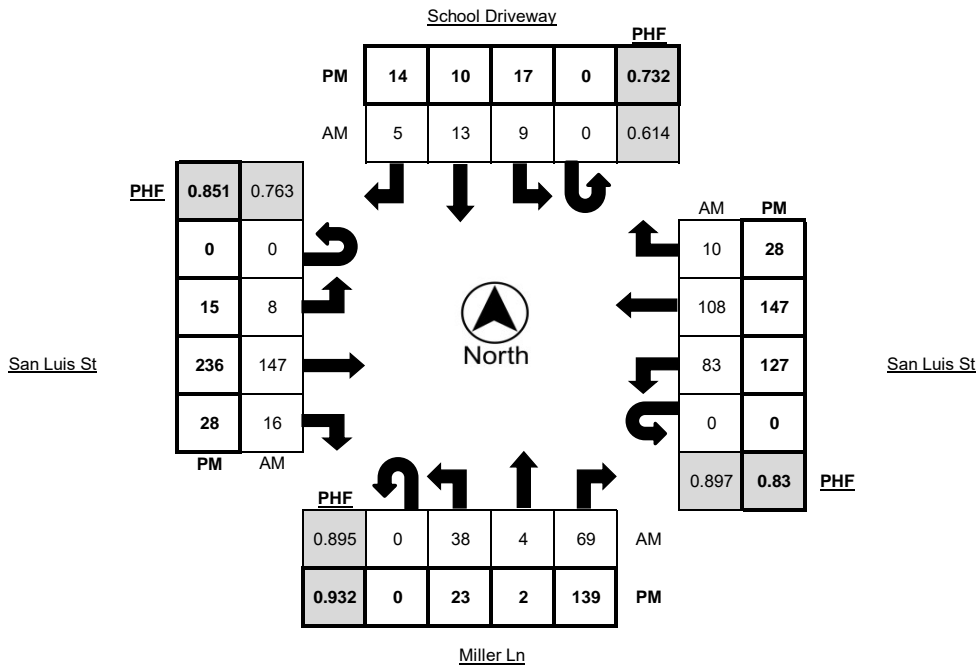 School Driveway
PHF
PM 14 10 17 0 0.732
AM 5 13 9 0 0.614
PHF 0.851 0.763
AM PM
0 0
10 28
15 8
108 147
North
San Luis St
236 147
83 127
San Luis St
28 16
0 0
PM AM
0.897 0.83 PHF
PHF
0.895 0 38 4 69 AM
0.932 0 23 2 139 PM
Miller Ln